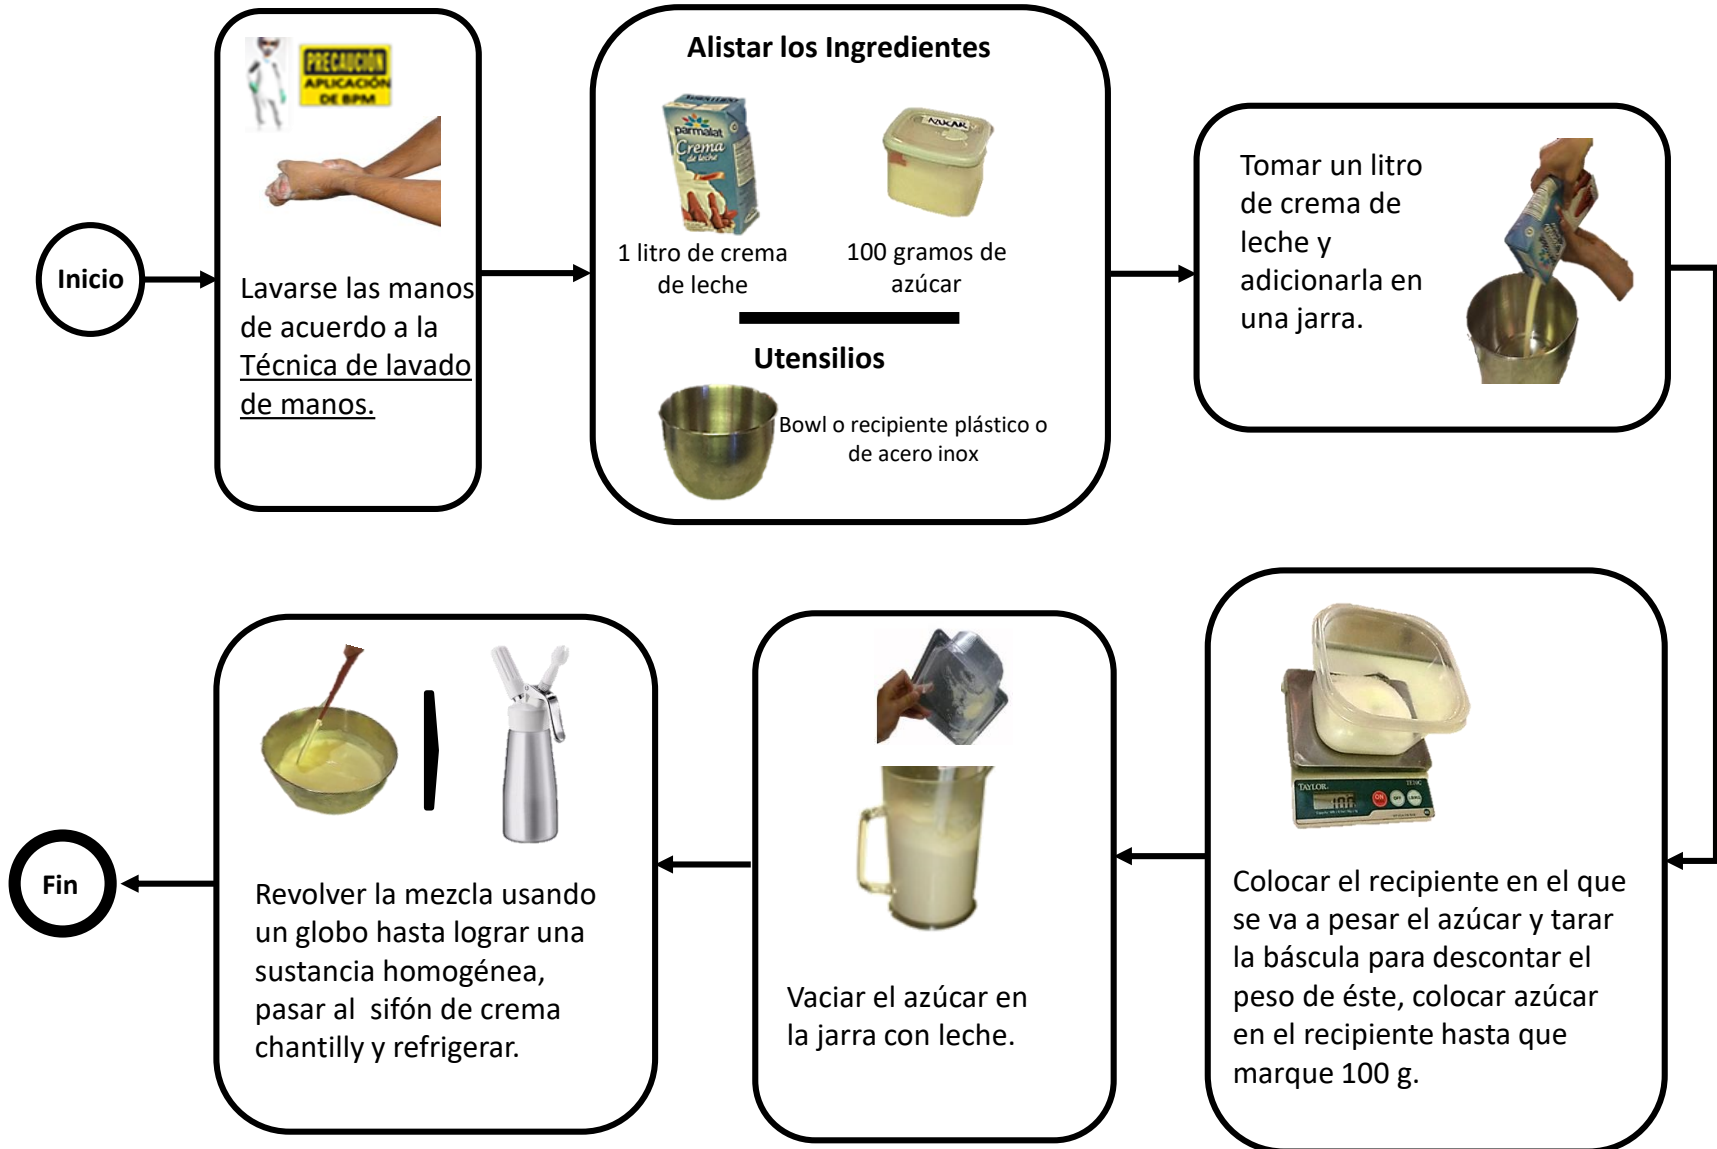 Inicio
PRECAUCIÓN
APLICACIÓN
DE BPM
Lavarse las manos
de acuerdo a la
Técnica de lavado
de manos.
Alistar los Ingredientes
parmalat
Crema
de leche
AZUCAR
1 litro de crema
de leche
100 gramos de
azúcar
Utensilios
Bowl o recipiente plástico o
de acero inox
Tomar un litro
de crema de
leche y
adicionarla en
una jarra.
TAYLOR
100
ON
OFF
Colocar el recipiente en el que
se va a pesar el azúcar y tarar
la báscula para descontar el
peso de éste, colocar azúcar
en el recipiente hasta que
marque 100 g.
Vaciar el azúcar en
la jarra con leche.
Revolver la mezcla usando
un globo hasta lograr una
sustancia homogénea,
pasar al  sifón de crema
chantilly y refrigerar.
Fin